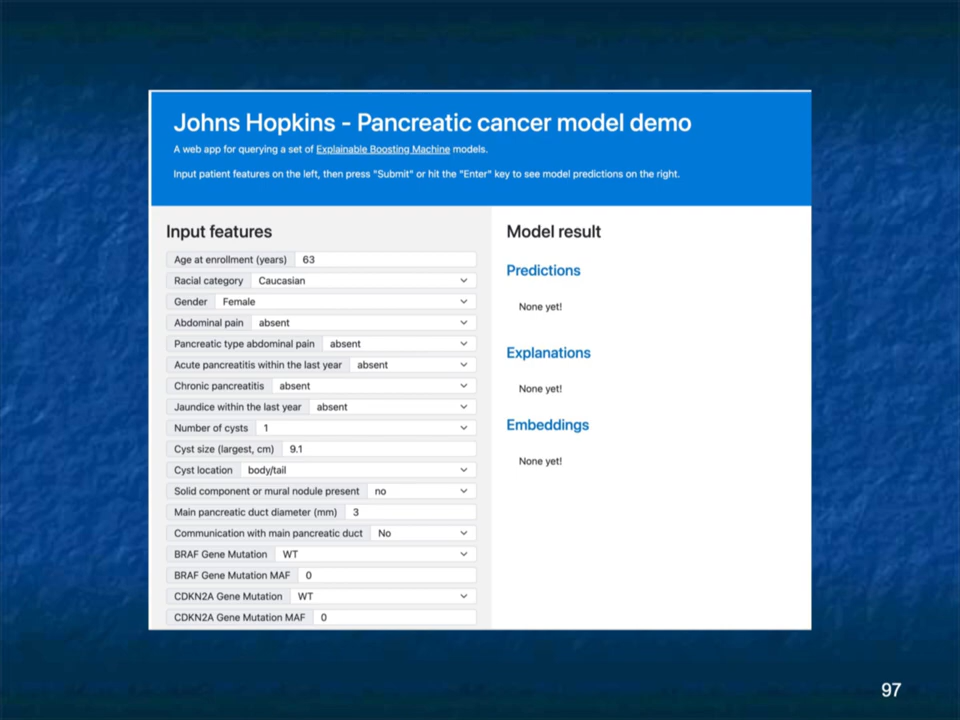 Johns Hopkins - Pancreatic cancer model demo
A web app for querying a set of Explainable Boosting Machine models.
Input patient features on the left, then press "Submit" or hit the "Enter" key to see model predictions on the right.
Input features
Age at enrollment (years) 63
Racial category Caucasian
Gender Female
Abdominal pain absent
Pancreatic type abdominal pain absent
Acute pancreatitis within the last year absent
Chronic pancreatitis absent
Jaundice within the last year absent
Number of cysts 1
Cyst size (largest, cm) 9.1
Cyst location body/tail
Solid component or mural nodule present no
Main pancreatic duct diameter (mm) 3
Communication with main pancreatic duct No
BRAF Gene Mutation WT
BRAF Gene Mutation MAF 0
CDKN2A Gene Mutation WT
CDKN2A Gene Mutation MAF 0
Model result
Predictions
None yet!
Explanations
None yet!
Embeddings
None yet!
97